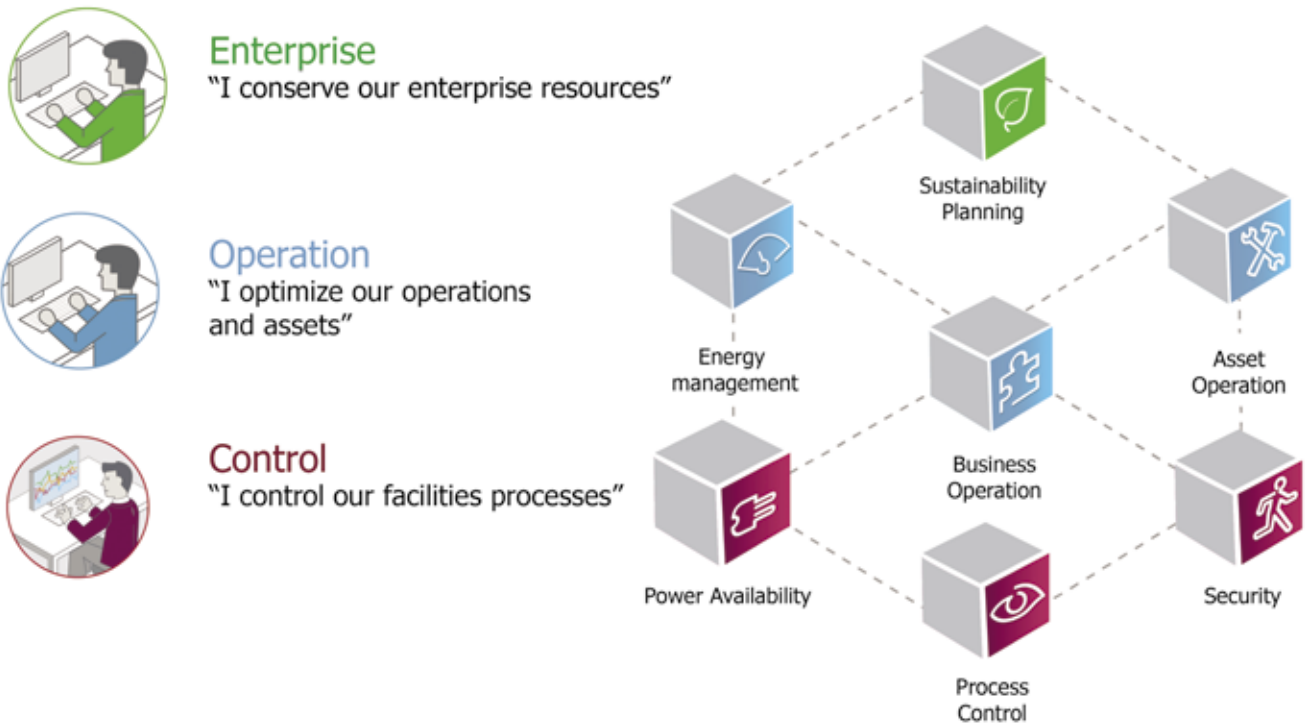 Enterprise
“I conserve our enterprise resources”
Operation
“I optimize our operations
and assets”
Control
“I control our facilities processes”
Sustainability
Planning
Energy
management
Asset
Operation
Business
Operation
Power Availability
Security
Process
Control